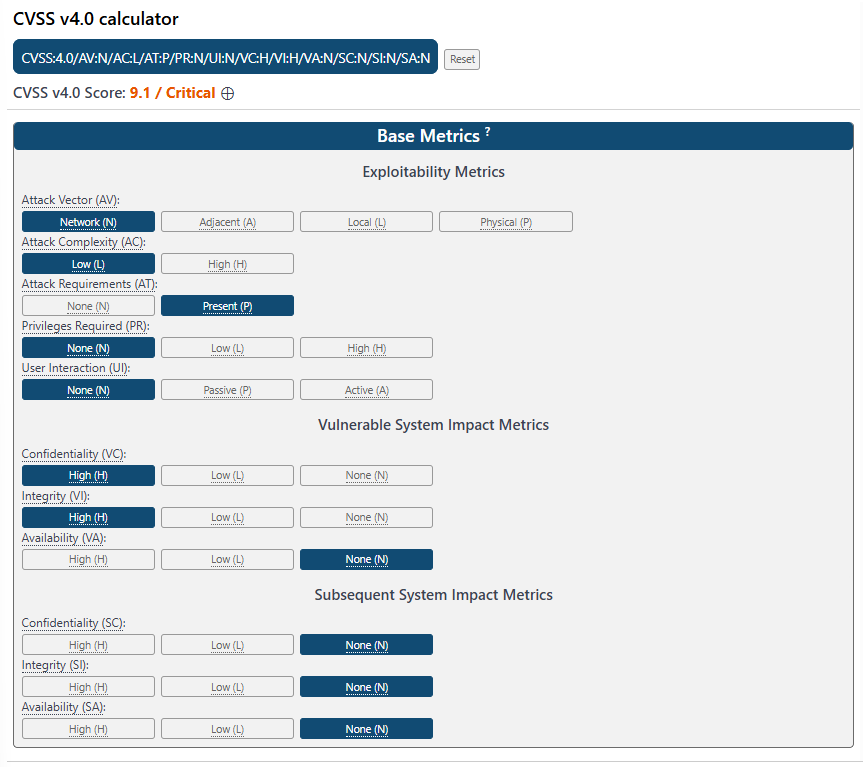 CVSS v4.0 calculator
CVSS:4.0/AV:N/AC:L/AT:P/PR:N/UI:N/VC:H/VI:H/VA:N/SC:N/SI:N/SA:N Reset
CVSS v4.0 Score: 9.1 / Critical ⊕
Base Metrics ?
Exploitability Metrics
Attack Vector (AV):
Network (N) Adjacent (A) Local (L) Physical (P)
Attack Complexity (AC):
Low (L) High (H)
Attack Requirements (AT):
None (N) Present (P)
Privileges Required (PR):
None (N) Low (L) High (H)
User Interaction (UI):
None (N) Passive (P) Active (A)
Vulnerable System Impact Metrics
Confidentiality (VC):
High (H) Low (L) None (N)
Integrity (VI):
High (H) Low (L) None (N)
Availability (VA):
High (H) Low (L) None (N)
Subsequent System Impact Metrics
Confidentiality (SC):
High (H) Low (L) None (N)
Integrity (SI):
High (H) Low (L) None (N)
Availability (SA):
High (H) Low (L) None (N)